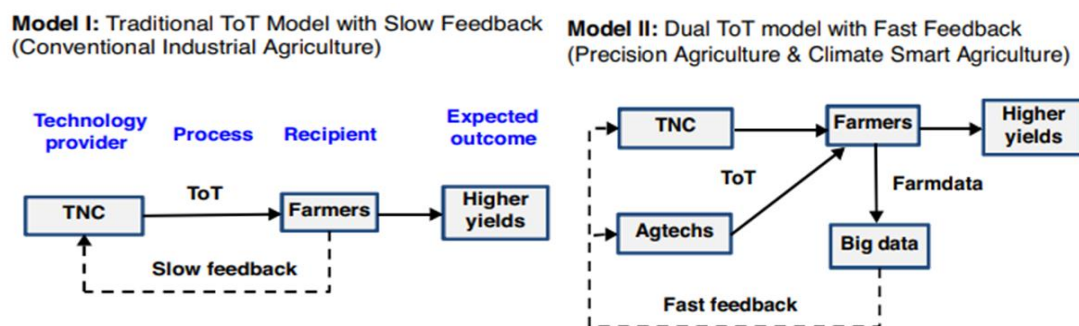 Model I: Traditional ToT Model with Slow Feedback
(Conventional Industrial Agriculture)
Technology
provider
Process
Recipient
Expected
outcome
TNC
ToT
Farmers
Higher
yields
Slow feedback
Model II: Dual ToT model with Fast Feedback
(Precision Agriculture & Climate Smart Agriculture)
TNC
Farmers
Higher
yields
ToT
Farmdata
Agtechs
Big data
Fast feedback